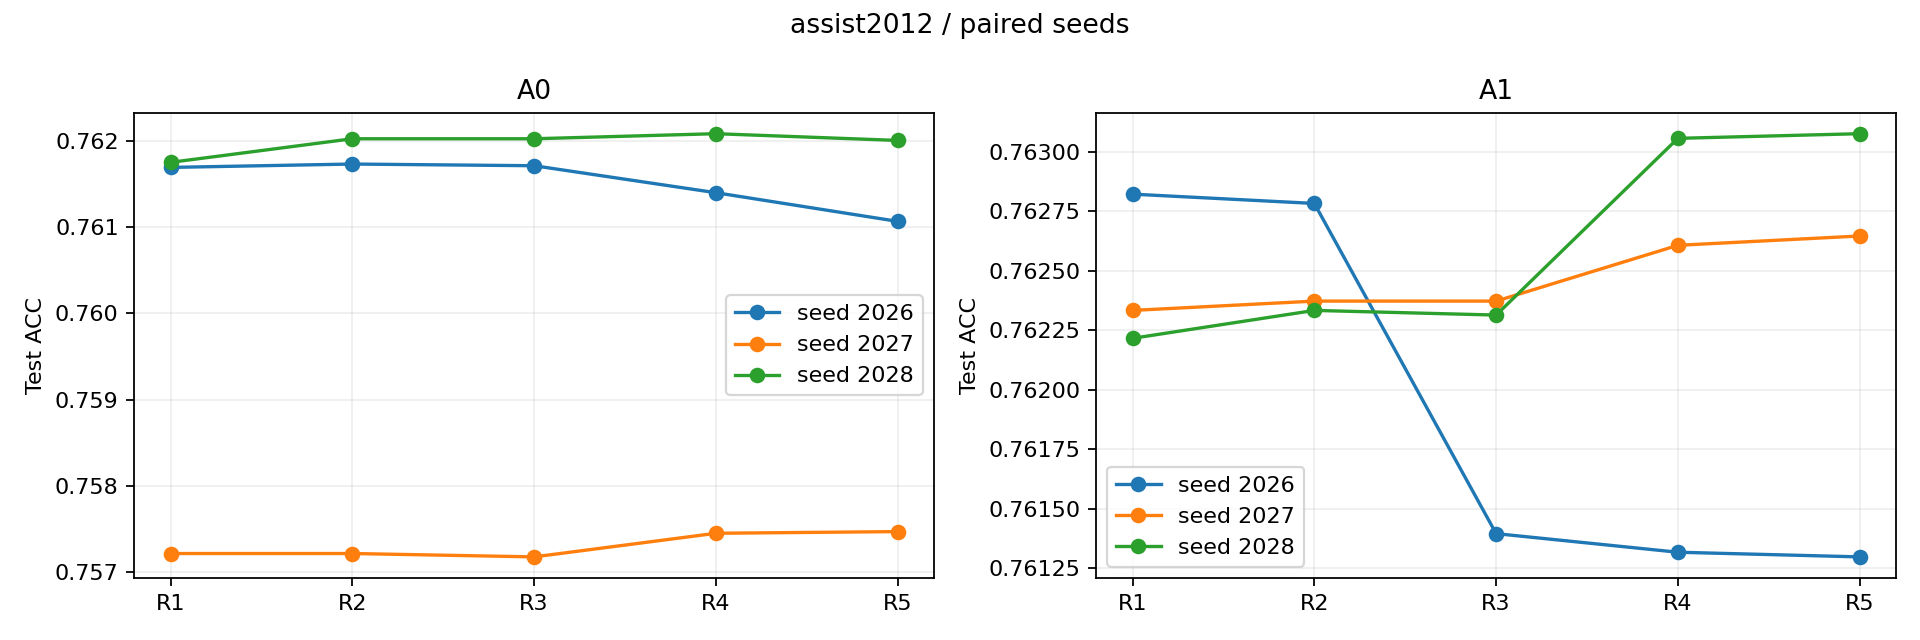 assist2012 / paired seeds
A0
Test ACC
0.762
0.761
0.760
0.759
0.758
0.757
seed 2026
seed 2027
seed 2028
R1 R2 R3 R4 R5
A1
Test ACC
0.76300
0.76275
0.76250
0.76225
0.76200
0.76175
0.76150
0.76125
seed 2026
seed 2027
seed 2028
R1 R2 R3 R4 R5